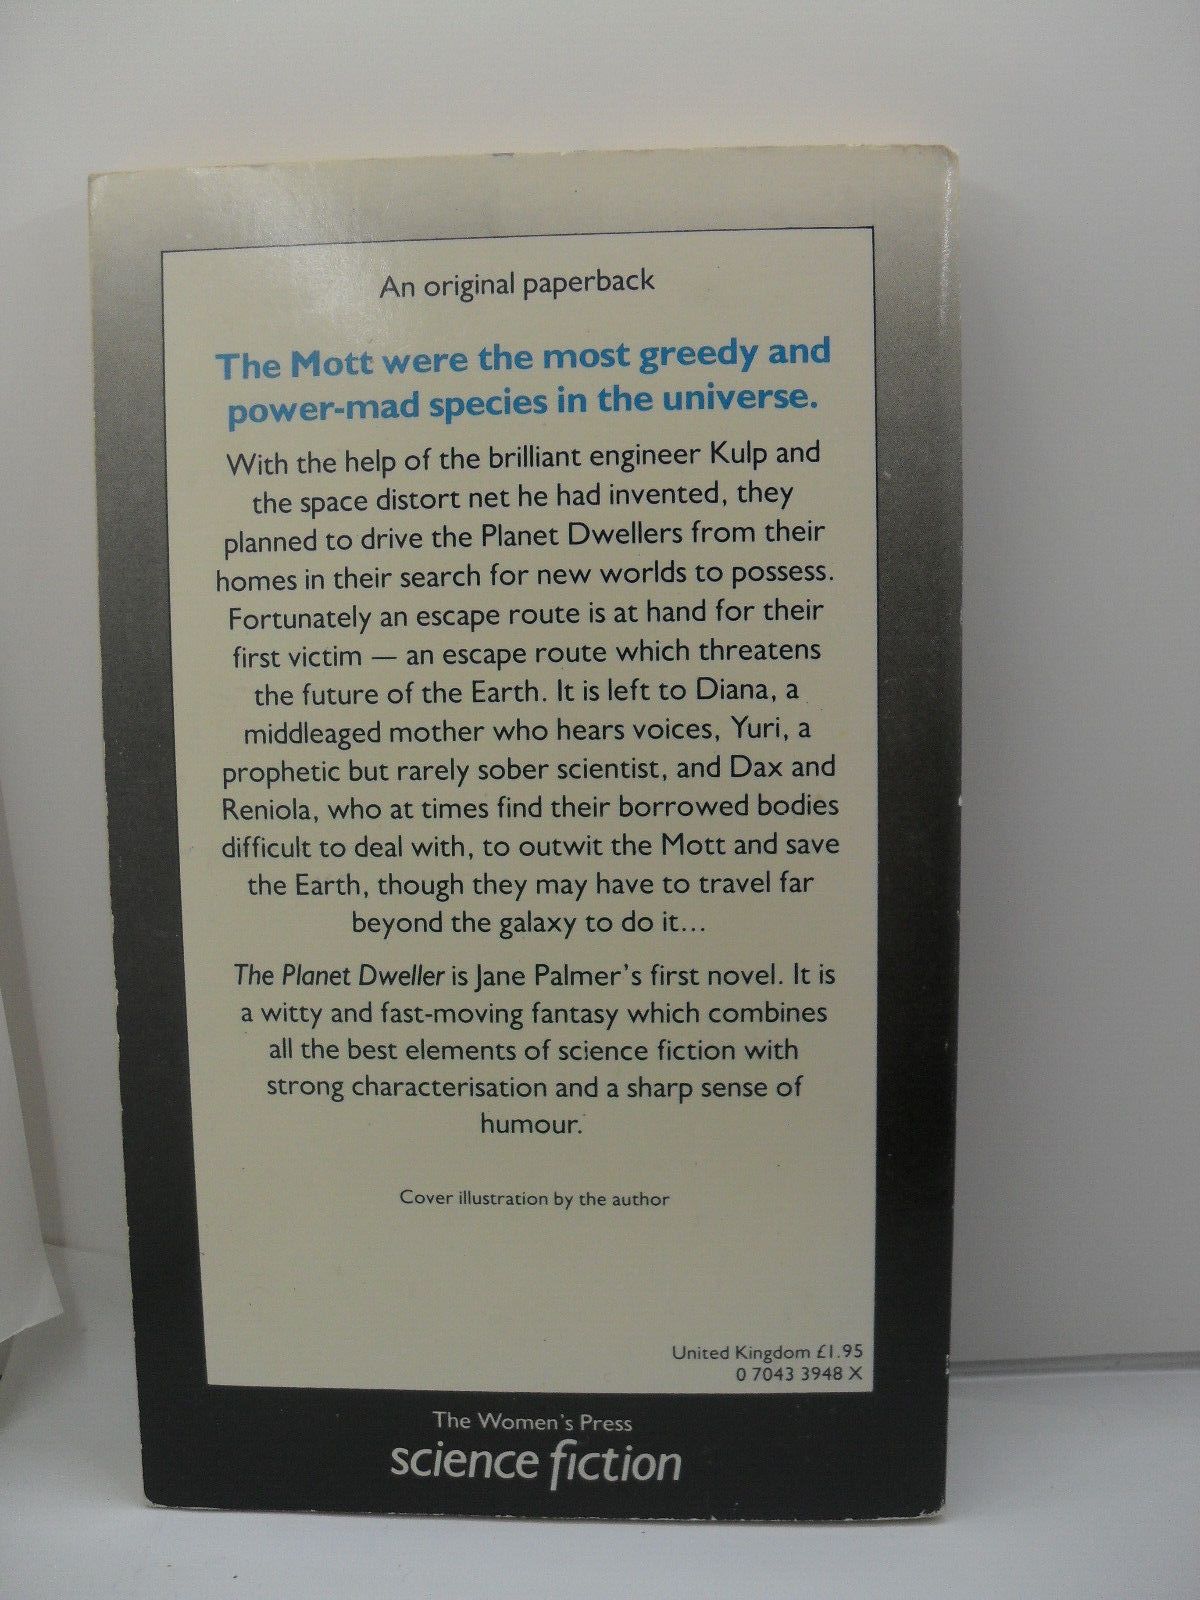 An original paperback
The Mott were the most greedy and
power-mad species in the universe.
With the help of the brilliant engineer Kulp and
the space distort net he had invented, they
planned to drive the Planet Dwellers from their
homes in their search for new worlds to possess.
Fortunately an escape route is at hand for their
first victim — an escape route which threatens
the future of the Earth. It is left to Diana, a
middleaged mother who hears voices, Yuri, a
prophetic but rarely sober scientist, and Dax and
Reniola, who at times find their borrowed bodies
difficult to deal with, to outwit the Mott and save
the Earth, though they may have to travel far
beyond the galaxy to do it...
The Planet Dweller is Jane Palmer's first novel. It is
a witty and fast-moving fantasy which combines
all the best elements of science fiction with
strong characterisation and a sharp sense of
humour.
Cover illustration by the author
United Kingdom £1.95
0 7043 3948 X
The Women's Press
science fiction